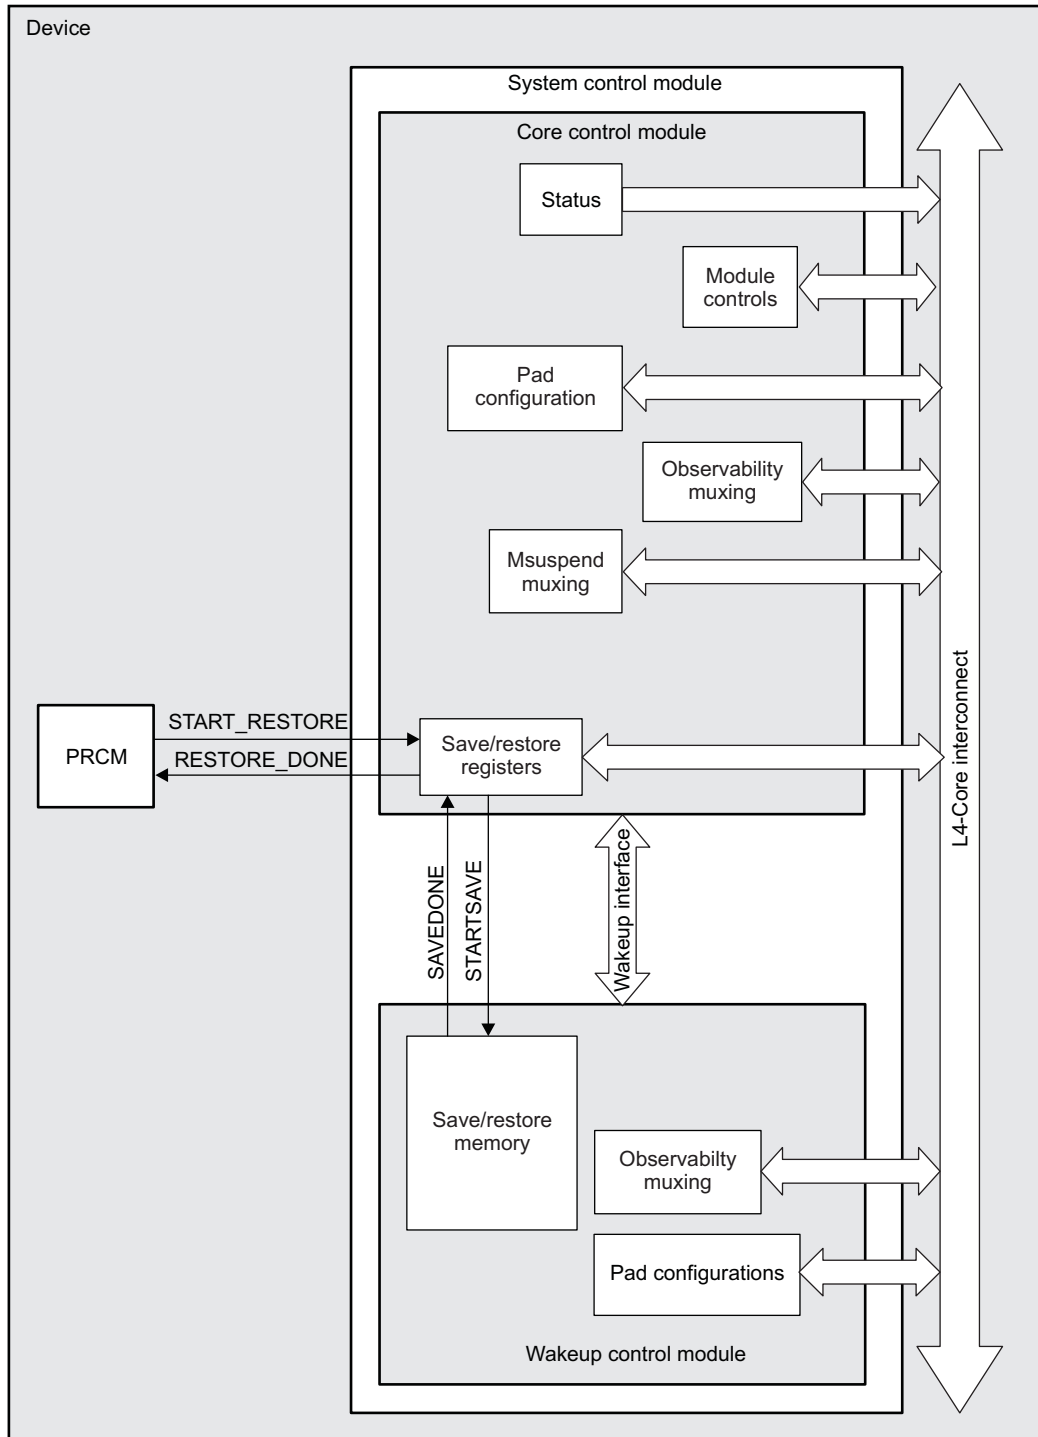 Device
System control module
Core control module
Status
Module
controls
Pad
configuration
Observability
muxing
Msuspend
muxing
START_RESTORE
PRCM
RESTORE_DONE
Save/restore
registers
L4-Core interconnect
SAVEDONE
STARTSAVE
Wakeup interface
Save/restore
memory
Observabilty
muxing
Pad configurations
Wakeup control module